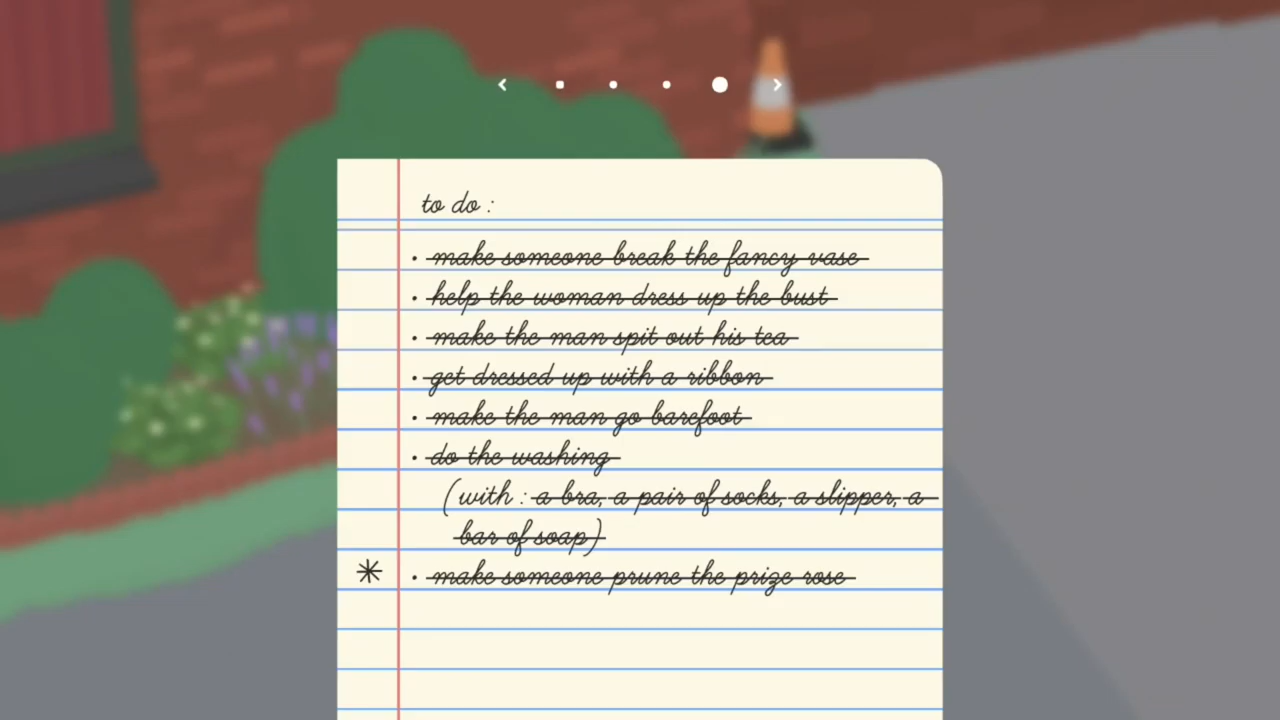 to do :
• make someone break the fancy vase
• help the woman dress up the bust
• make the man spit out his tea
• get dressed up with a ribbon
• make the man go barefoot
• do the washing
(with : a bra, a pair of socks, a slipper, a
bar of soap)
* • make someone prune the prize rose